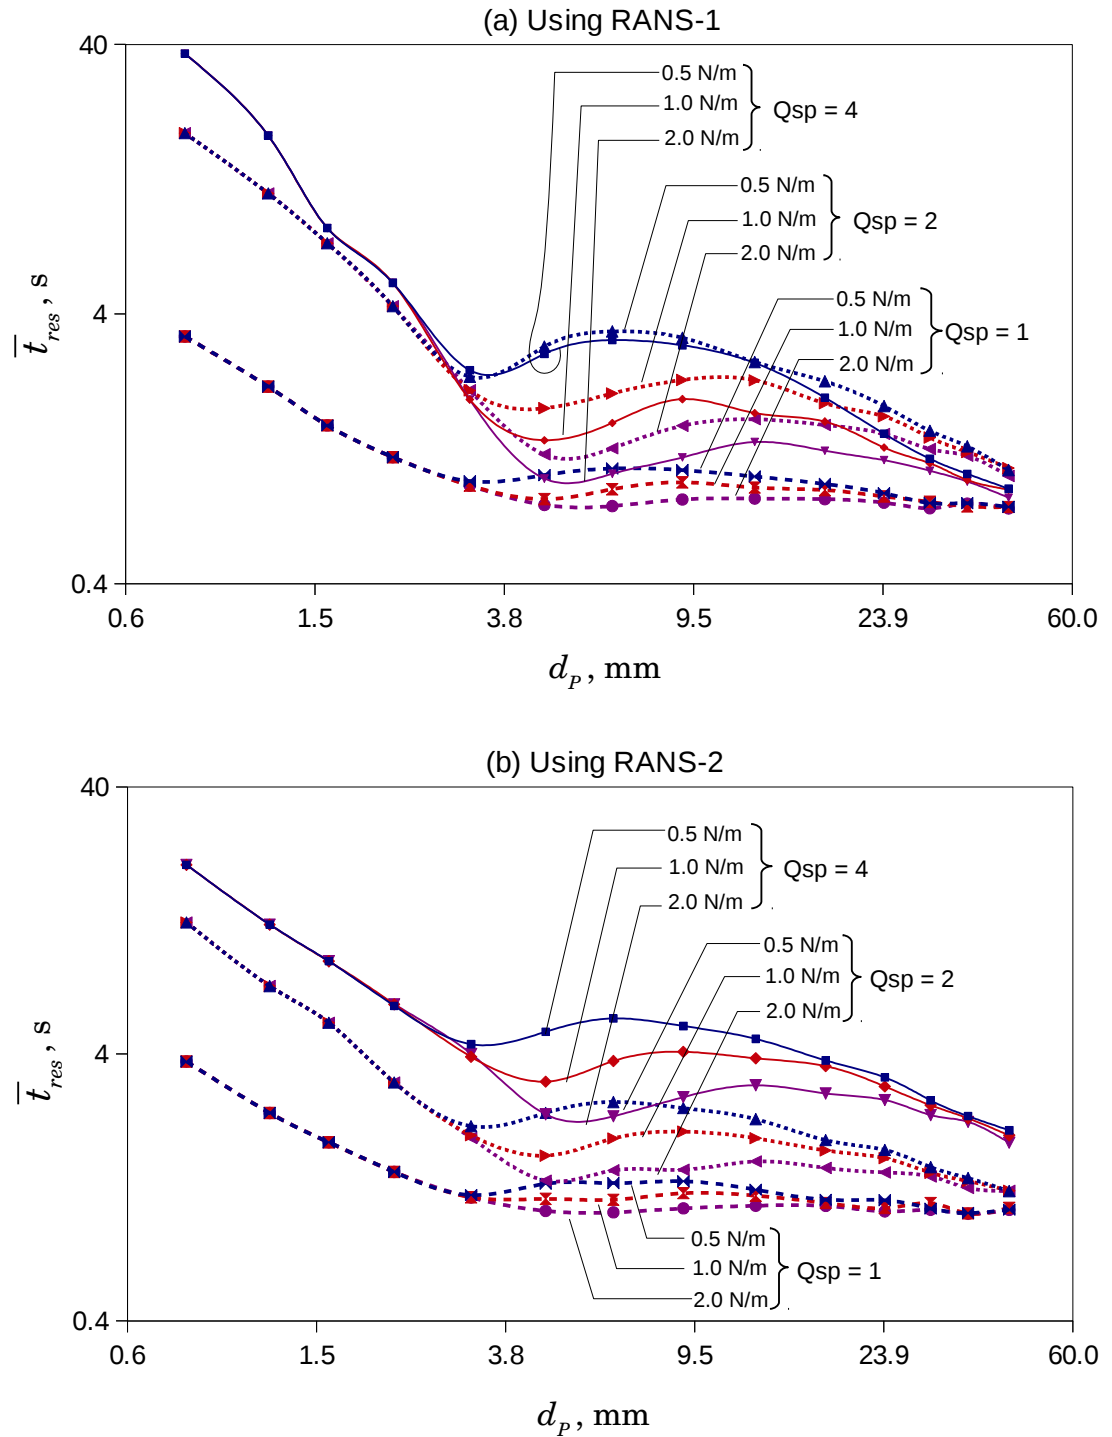 (a) Using RANS-1
40
4
0.4
t̅res , s
0.5 N/m
1.0 N/m
2.0 N/m
Qsp = 4
0.5 N/m
1.0 N/m
2.0 N/m
Qsp = 2
0.5 N/m
1.0 N/m
2.0 N/m
Qsp = 1
0.6 1.5 3.8 9.5 23.9 60.0
dP , mm
(b) Using RANS-2
40
4
0.4
t̅res , s
0.5 N/m
1.0 N/m
2.0 N/m
Qsp = 4
0.5 N/m
1.0 N/m
2.0 N/m
Qsp = 2
0.5 N/m
1.0 N/m
2.0 N/m
Qsp = 1
0.6 1.5 3.8 9.5 23.9 60.0
dP , mm